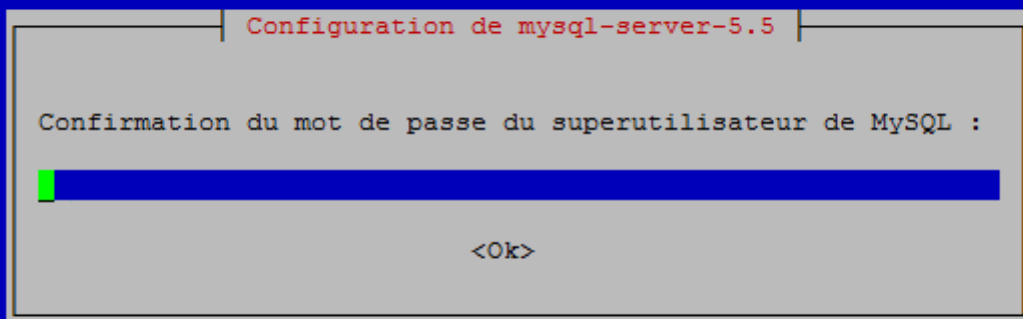 Configuration de mysql-server-5.5
Confirmation du mot de passe du superutilisateur de MySQL :
<Ok>